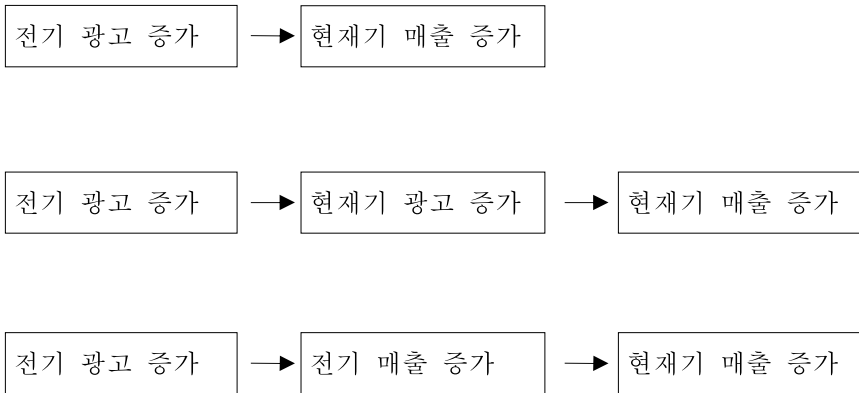 전기 광고 증가 현재기 매출 증가
전기 광고 증가 현재기 광고 증가 현재기 매출 증가
전기 광고 증가 전기 매출 증가 현재기 매출 증가